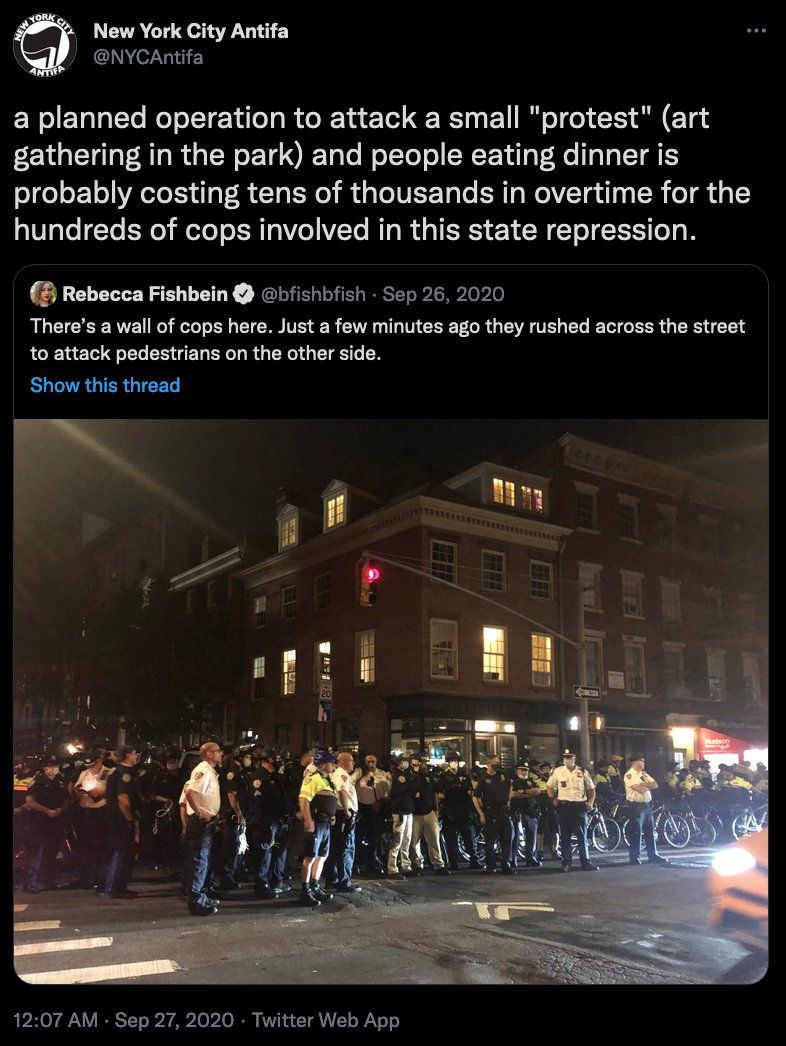 NEW YORK CITY
ANTIFA
New York City Antifa
@NYCAntifa
a planned operation to attack a small "protest" (art
gathering in the park) and people eating dinner is
probably costing tens of thousands in overtime for the
hundreds of cops involved in this state repression.
Rebecca Fishbein @bfishbfish · Sep 26, 2020
There's a wall of cops here. Just a few minutes ago they rushed across the street
to attack pedestrians on the other side.
Show this thread
20
Hudson
12:07 AM · Sep 27, 2020 · Twitter Web App